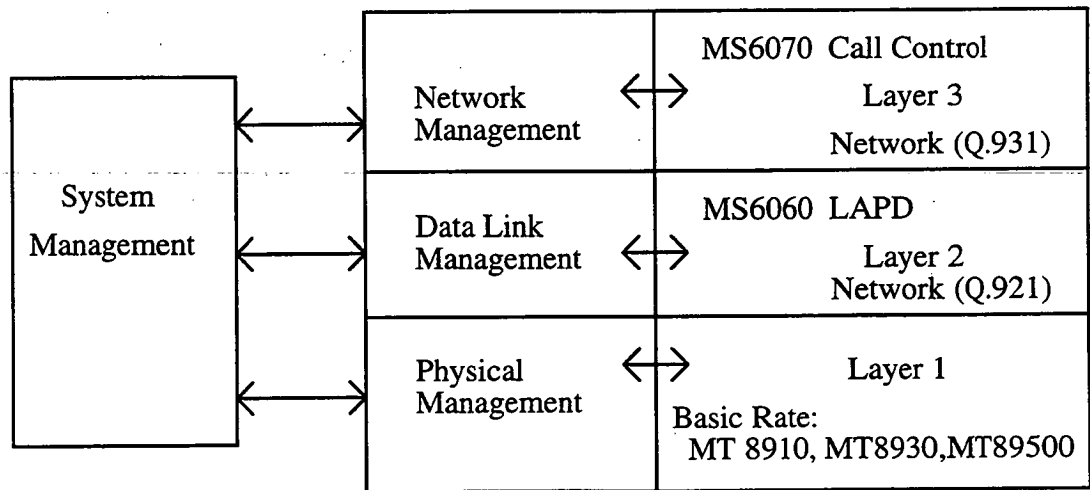 System
Management
Network
Management
MS6070 Call Control
Layer 3
Network (Q.931)
Data Link
Management
MS6060 LAPD
Layer 2
Network (Q.921)
Physical
Management
Layer 1
Basic Rate:
MT 8910, MT8930,MT89500